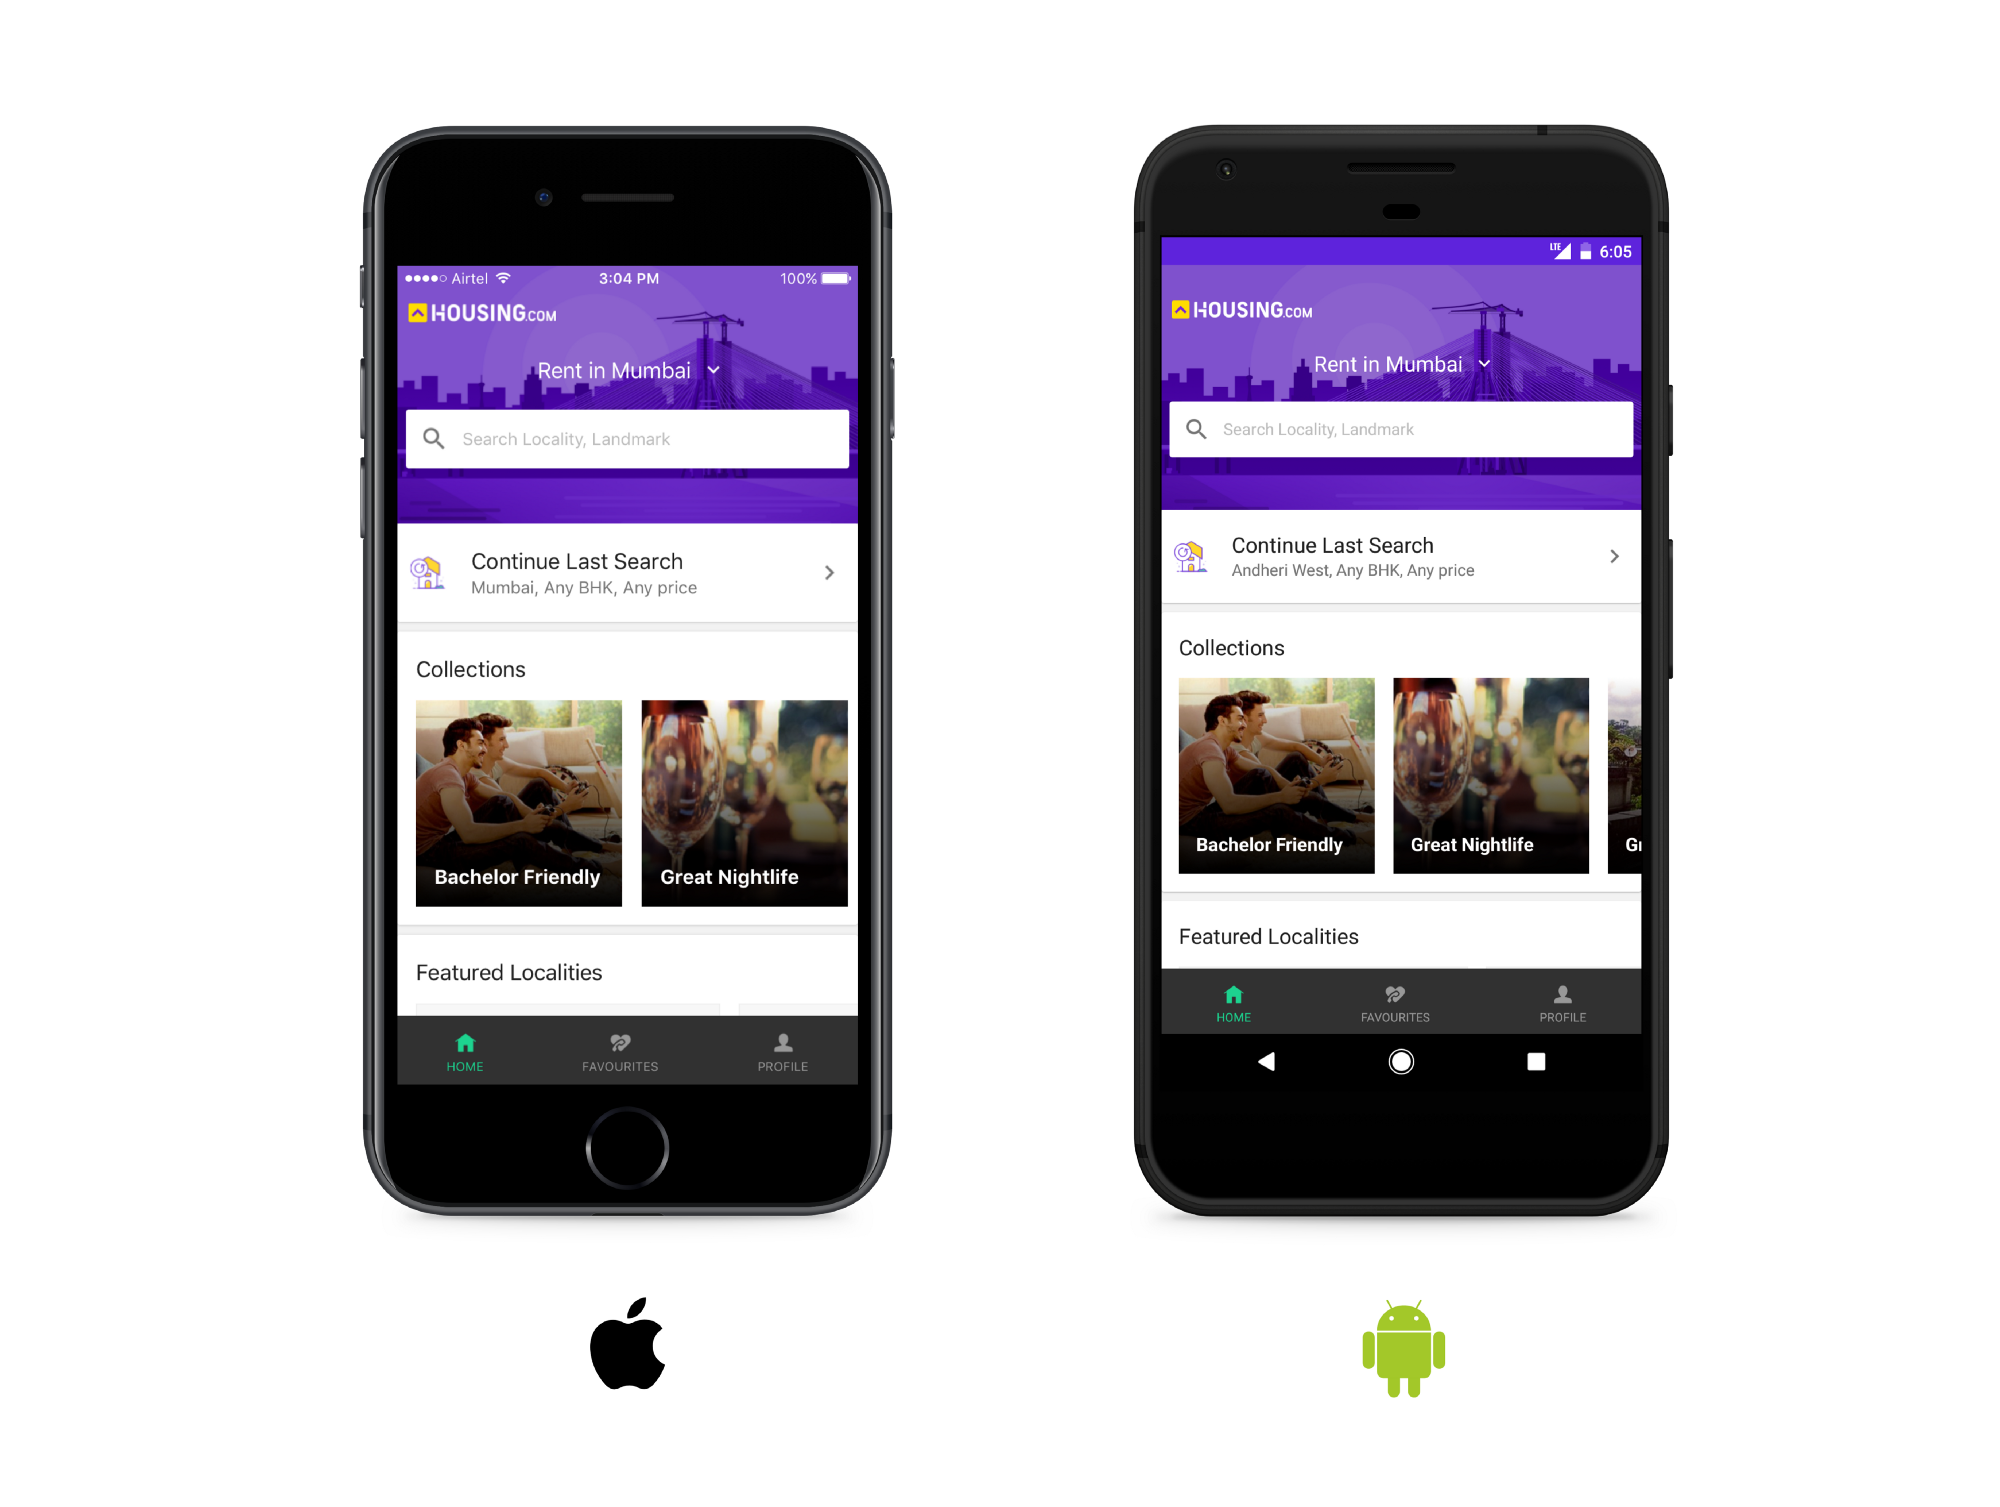 Airtel 3:04 PM 100%
HOUSING.COM
Rent in Mumbai
Search Locality, Landmark
Continue Last Search
Mumbai, Any BHK, Any price
Collections
Bachelor Friendly Great Nightlife
Featured Localities
HOME FAVOURITES PROFILE
LTE 6:05
HOUSING.COM
Rent in Mumbai
Search Locality, Landmark
Continue Last Search
Andheri West, Any BHK, Any price
Collections
Bachelor Friendly Great Nightlife
Featured Localities
HOME FAVOURITES PROFILE